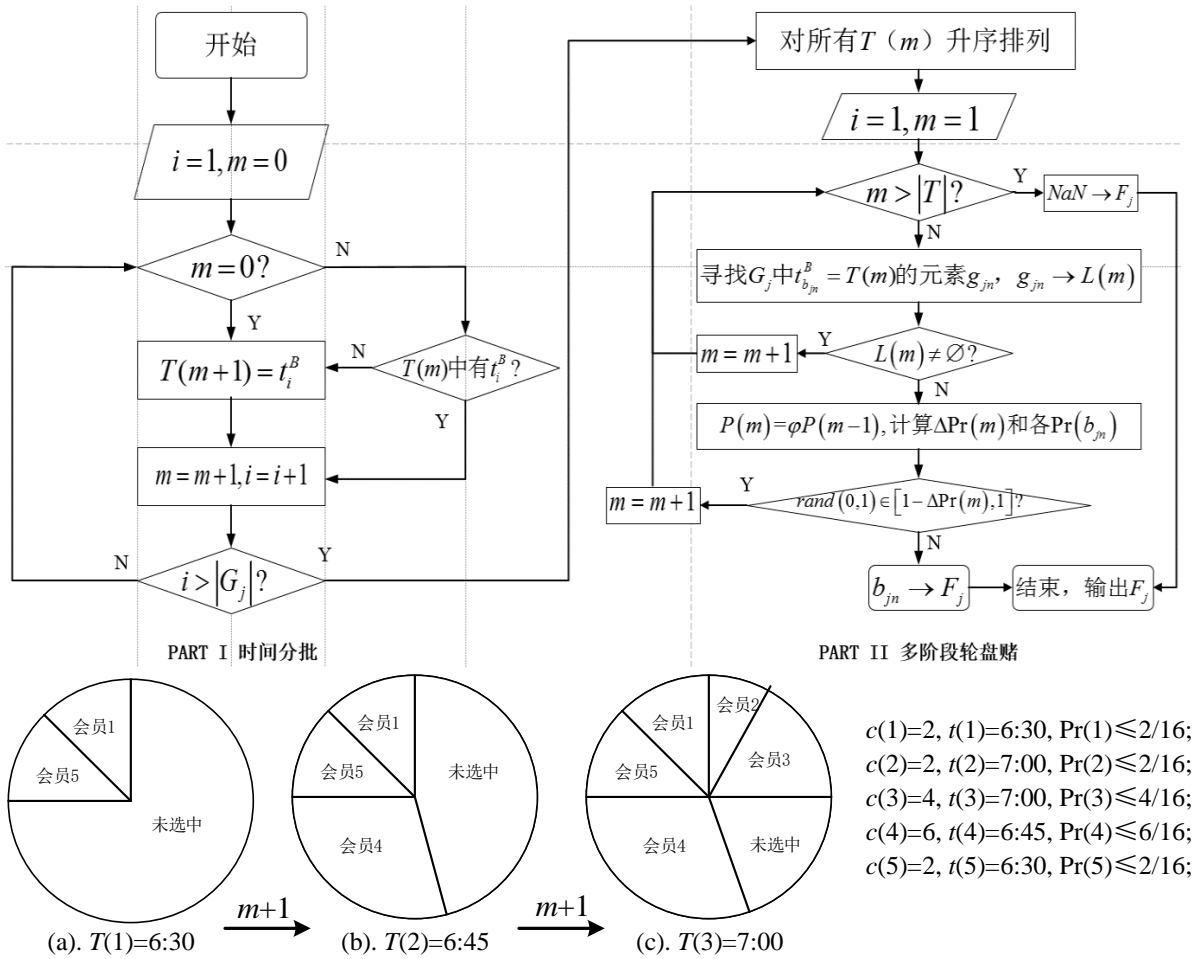 开始
i=1,m=0
m=0?
N
Y
T(m+1)=t_i^B
N
T(m)中有t_i^B?
Y
m=m+1,i=i+1
N
i>|G_j|?
Y
PART I 时间分批
对所有T（m）升序排列
i=1,m=1
m>|T|?
Y
NaN→F_j
N
寻找G_j中t_{b_{jn}}^B=T(m)的元素g_{jn}，g_{jn}→L(m)
m=m+1
Y
L(m)≠∅?
N
P(m)=φP(m−1),计算ΔPr(m)和各Pr(b_{jn})
m=m+1
Y
rand(0,1)∈[1−ΔPr(m),1]?
N
b_{jn}→F_j
结束，输出F_j
PART II 多阶段轮盘赌
会员1
会员5
未选中
(a). T(1)=6:30
m+1
会员1
会员5
未选中
会员4
(b). T(2)=6:45
m+1
会员1
会员2
会员5
会员3
会员4
未选中
(c). T(3)=7:00
c(1)=2, t(1)=6:30, Pr(1)≤2/16;
c(2)=2, t(2)=7:00, Pr(2)≤2/16;
c(3)=4, t(3)=7:00, Pr(3)≤4/16;
c(4)=6, t(4)=6:45, Pr(4)≤6/16;
c(5)=2, t(5)=6:30, Pr(5)≤2/16;